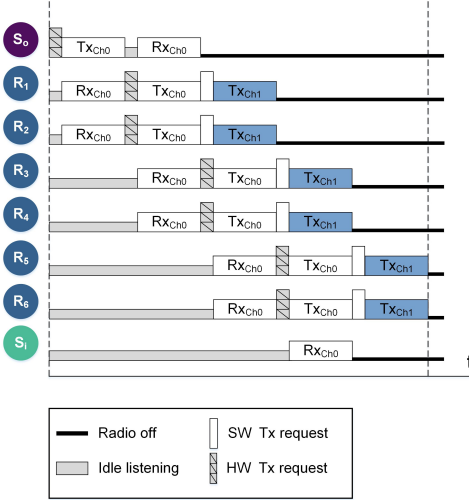 So TxCh0 RxCh0
R1 RxCh0 TxCh0 TxCh1
R2 RxCh0 TxCh0 TxCh1
R3 RxCh0 TxCh0 TxCh1
R4 RxCh0 TxCh0 TxCh1
R5 RxCh0 TxCh0 TxCh1
R6 RxCh0 TxCh0 TxCh1
SI RxCh0
t
Radio off SW Tx request
Idle listening HW Tx request